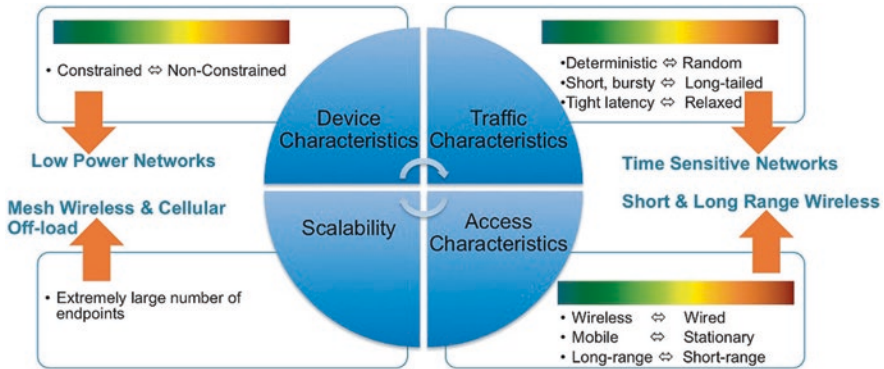 • Constrained ⇔ Non-Constrained
Low Power Networks
Mesh Wireless & Cellular
Off-load
• Extremely large number of
endpoints
Device
Characteristics
Traffic
Characteristics
Scalability
Access
Characteristics
•Deterministic ⇔ Random
•Short, bursty ⇔ Long-tailed
•Tight latency ⇔ Relaxed
Time Sensitive Networks
Short & Long Range Wireless
• Wireless ⇔ Wired
• Mobile ⇔ Stationary
• Long-range ⇔ Short-range